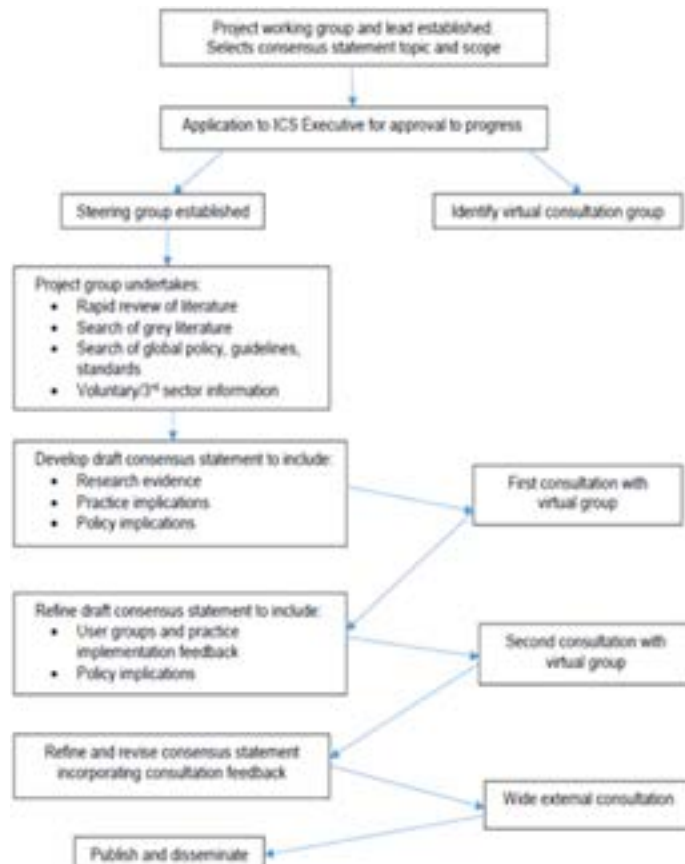 Project working group and lead established
Selects consensus statement topic and scope
Application to ICS Executive for approval to progress
Steering group established
Identify virtual consultation group
Project group undertakes:
• Rapid review of literature
• Search of grey literature
• Search of global policy, guidelines,
standards
• Voluntary/3rd sector information
Develop draft consensus statement to include:
• Research evidence
• Practice implications
• Policy implications
First consultation with
virtual group
Refine draft consensus statement to include:
• User groups and practice
implementation feedback
• Policy implications
Second consultation with
virtual group
Refine and revise consensus statement
incorporating consultation feedback
Wide external consultation
Publish and disseminate